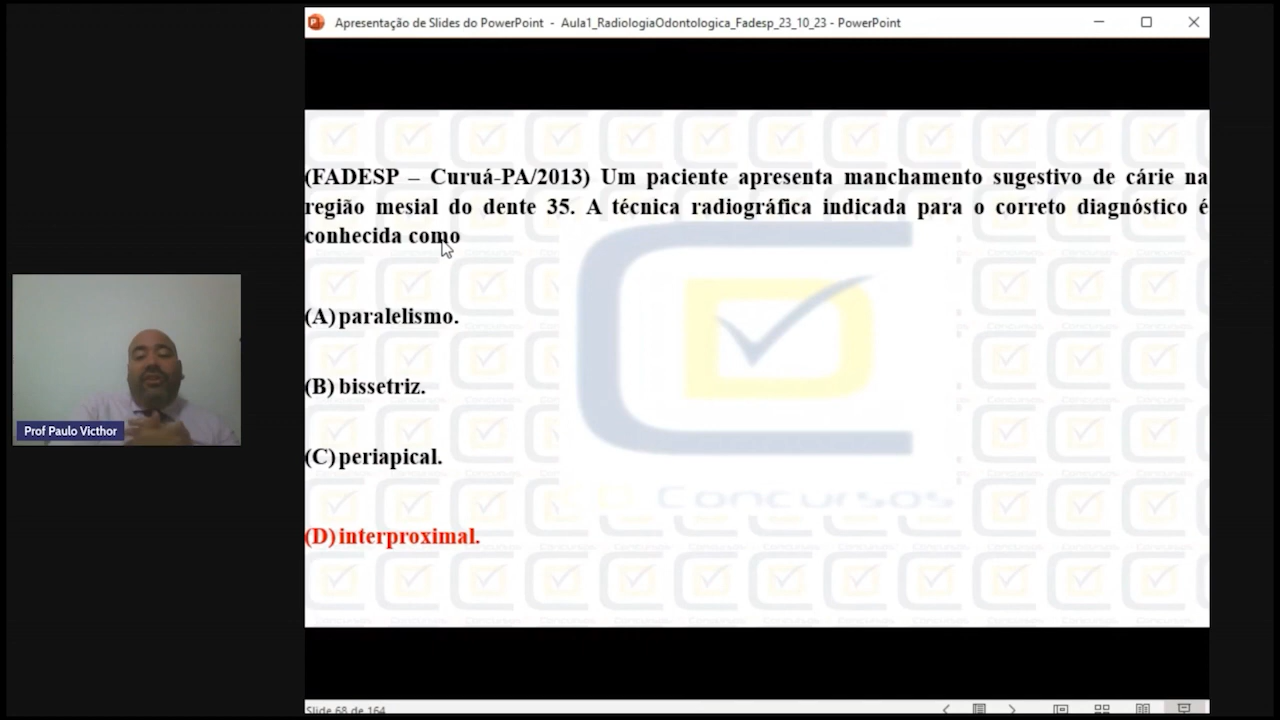 Apresentação de Slides do PowerPoint - Aula1_RadiologiaOdontologica_Fadesp_23_10_23 - PowerPoint
(FADESP – Curuá-PA/2013) Um paciente apresenta manchamento sugestivo de cárie na
região mesial do dente 35. A técnica radiográfica indicada para o correto diagnóstico é
conhecida como
(A) paralelismo.
(B) bissetriz.
(C) periapical.
(D) interproximal.
Concursos
Prof Paulo Victhor
Slide 68 de 164